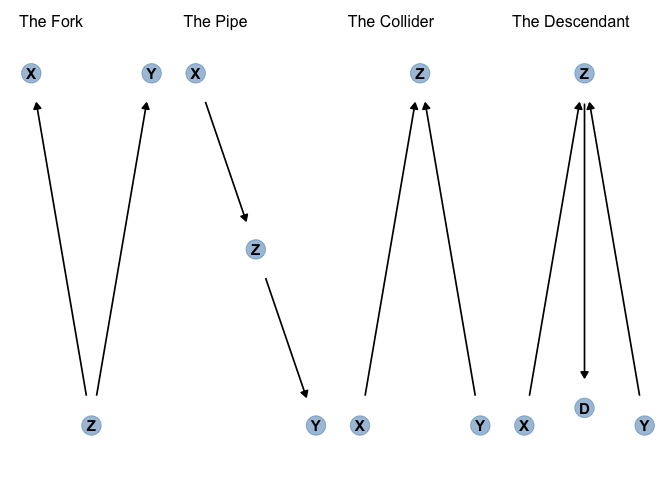 The Fork
X
Y
Z
The Pipe
X
Z
Y
The Collider
Z
X
Y
The Descendant
Z
D
X
Y